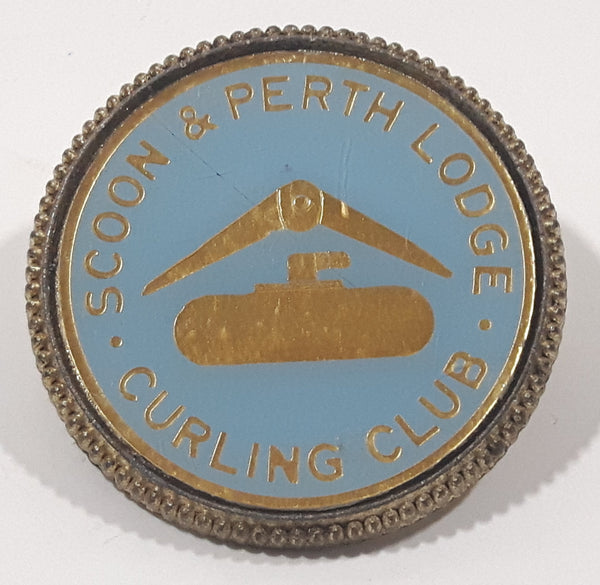 SCOON & PERTH LODGE
· CURLING CLUB ·